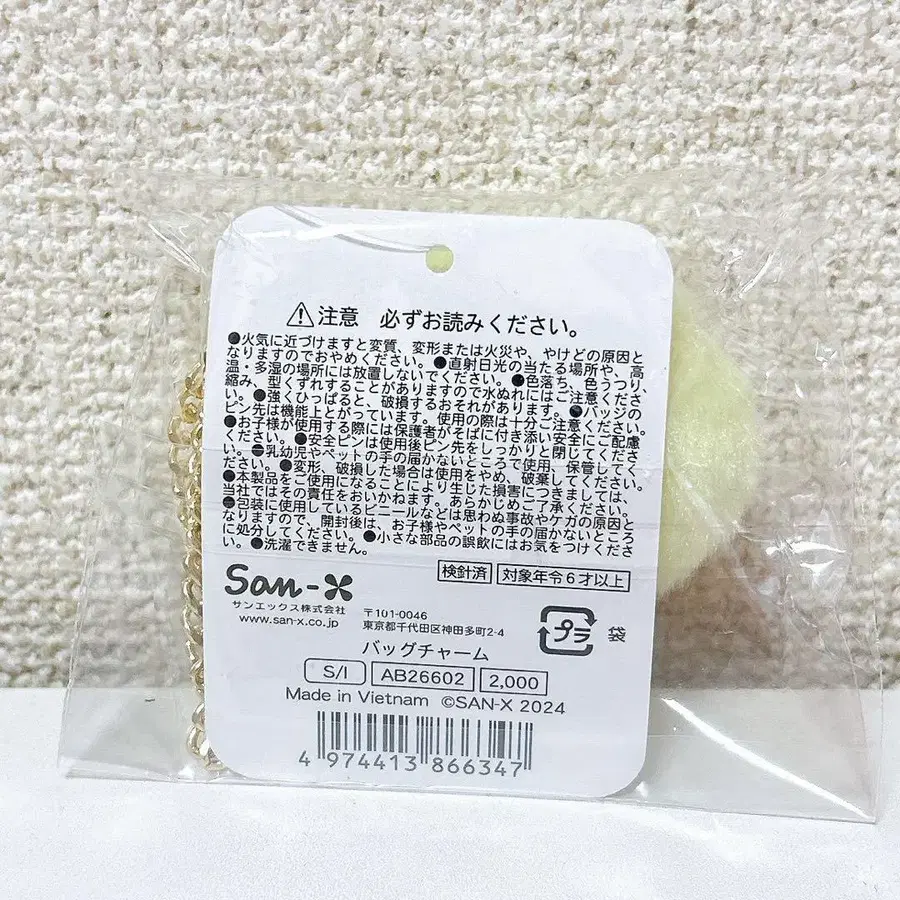 ⚠注意 必ずお読みください。
●火気に近づけますと変質、変形または火災や、やけどの原因と
なりますのでおやめください。●直射日光の当たる場所や、高
温・多湿の場所には放置しないでください。●色落ち、色うつり、
縮み、型くずれすることがありますので水ぬれにはご注意くださ
い。●強くひっぱると、破損するおそれがあります。●バッジの
ピン先は機能上とがっています。使用の際は十分ご注意ください。
●お子様が使用する際には保護者がそばに付き添い安全にご配慮
ください。●安全ピンは使用後ピン先をしっかりと閉じてくださ
い。●乳幼児やペットの手の届かないところで使用、保管してく
ださい。●変形、破損した場合は使用をやめ、破棄してください。
●本製品をご使用になることにより生じた損害につきましては、
当社ではその責任をおいかねます。あらかじめご了承ください。
●包装に使用しているビニールなどは思わぬ事故やケガの原因と
なりますので、開封後は、お子様やペットの手の届かないところ
に処分してください。●小さな部品の誤飲にはお気をつけくださ
い。●洗濯できません。
検針済 対象年令6才以上
San-X
サンエックス株式会社
www.san-x.co.jp
〒101-0046
東京都千代田区神田多町2-4
プラ 袋
バッグチャーム
S/I AB26602 2,000
Made in Vietnam ©SAN-X 2024
4 974413 866347